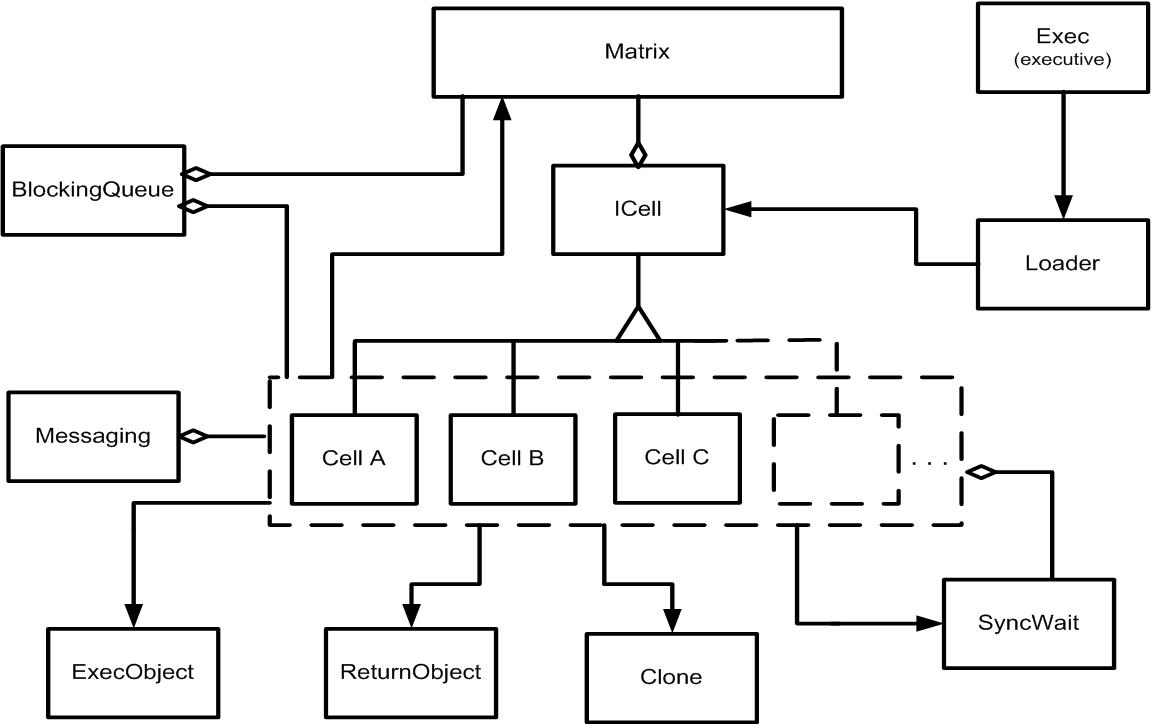 Matrix
Exec
(executive)
BlockingQueue
ICell
Loader
Messaging
Cell A
Cell B
Cell C
. . .
ExecObject
ReturnObject
Clone
SyncWait